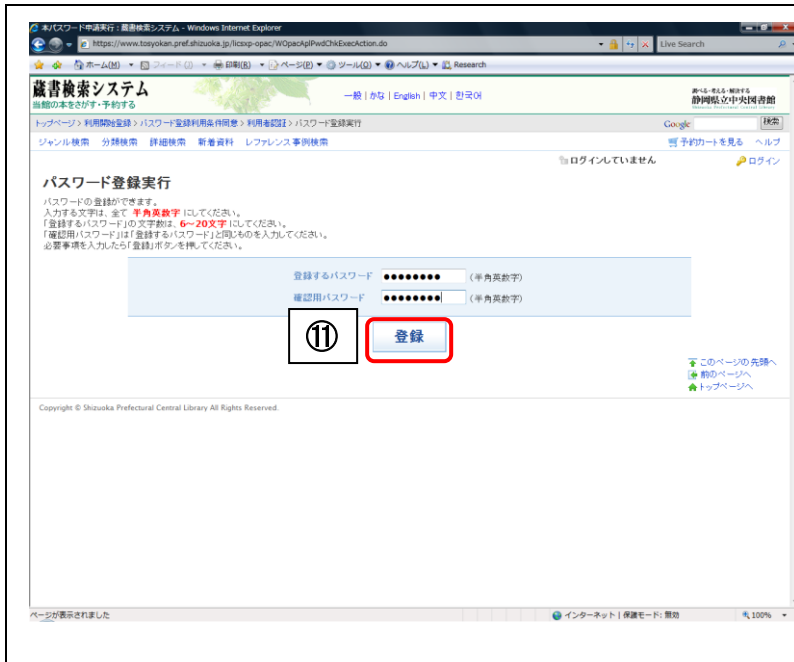 本パスワード申請実行 : 蔵書検索システム - Windows Internet Explorer
https://www.tosyokan.pref.shizuoka.jp/licsxp-opac/WOpacAplPwdChkExecAction.do
Live Search
ホーム(M) フィード(J) 印刷(R) ページ(P) ツール(O) ヘルプ(L) Research
蔵書検索システム
当館の本をさがす・予約する
一般 | かな | English | 中文 | 한국어
調べる・考える・解決する
静岡県立中央図書館
トップページ > 利用開始登録 > パスワード登録利用条件同意 > 利用者認証 > パスワード登録実行
Google 検索
ジャンル検索 分類検索 詳細検索 新着資料 レファレンス事例検索
予約カートを見る ヘルプ
ログインしていません ログイン
パスワード登録実行
パスワードの登録ができます。
入力する文字は、全て 半角英数字 にしてください。
「登録するパスワード」の文字数は、6～20文字 にしてください。
「確認用パスワード」は「登録するパスワード」と同じものを入力してください。
必要事項を入力したら「登録」ボタンを押してください。
登録するパスワード ●●●●●●●● (半角英数字)
確認用パスワード ●●●●●●●● (半角英数字)
⑪ 登録
このページの先頭へ
前のページへ
トップページへ
Copyright © Shizuoka Prefectural Central Library All Rights Reserved.
ページが表示されました
インターネット | 保護モード: 無効 100%